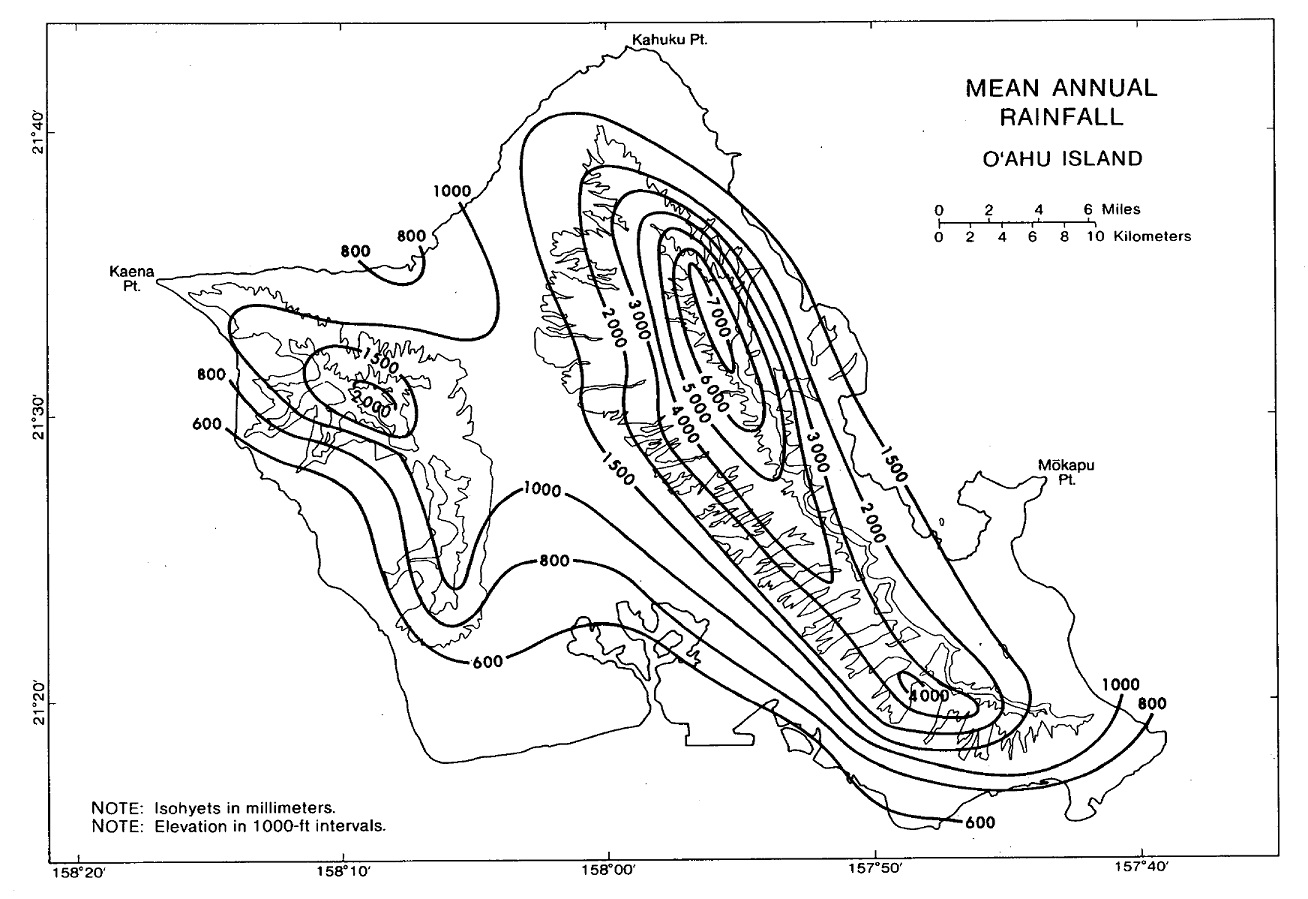 Kahuku Pt.
MEAN ANNUAL
RAINFALL
O'AHU ISLAND
0 2 4 6 Miles
0 2 4 6 8 10 Kilometers
21°40'
21°30'
21°20'
1000
800
800
Kaena
Pt.
1500
2000
800
600
7000
3000
2000
6000
5000
4000
3000
1500
1500
2000
Mōkapu
Pt.
1000
800
600
4000
1000
800
600
NOTE: Isohyets in millimeters.
NOTE: Elevation in 1000-ft intervals.
158°20'
158°10'
158°00'
157°50'
157°40'